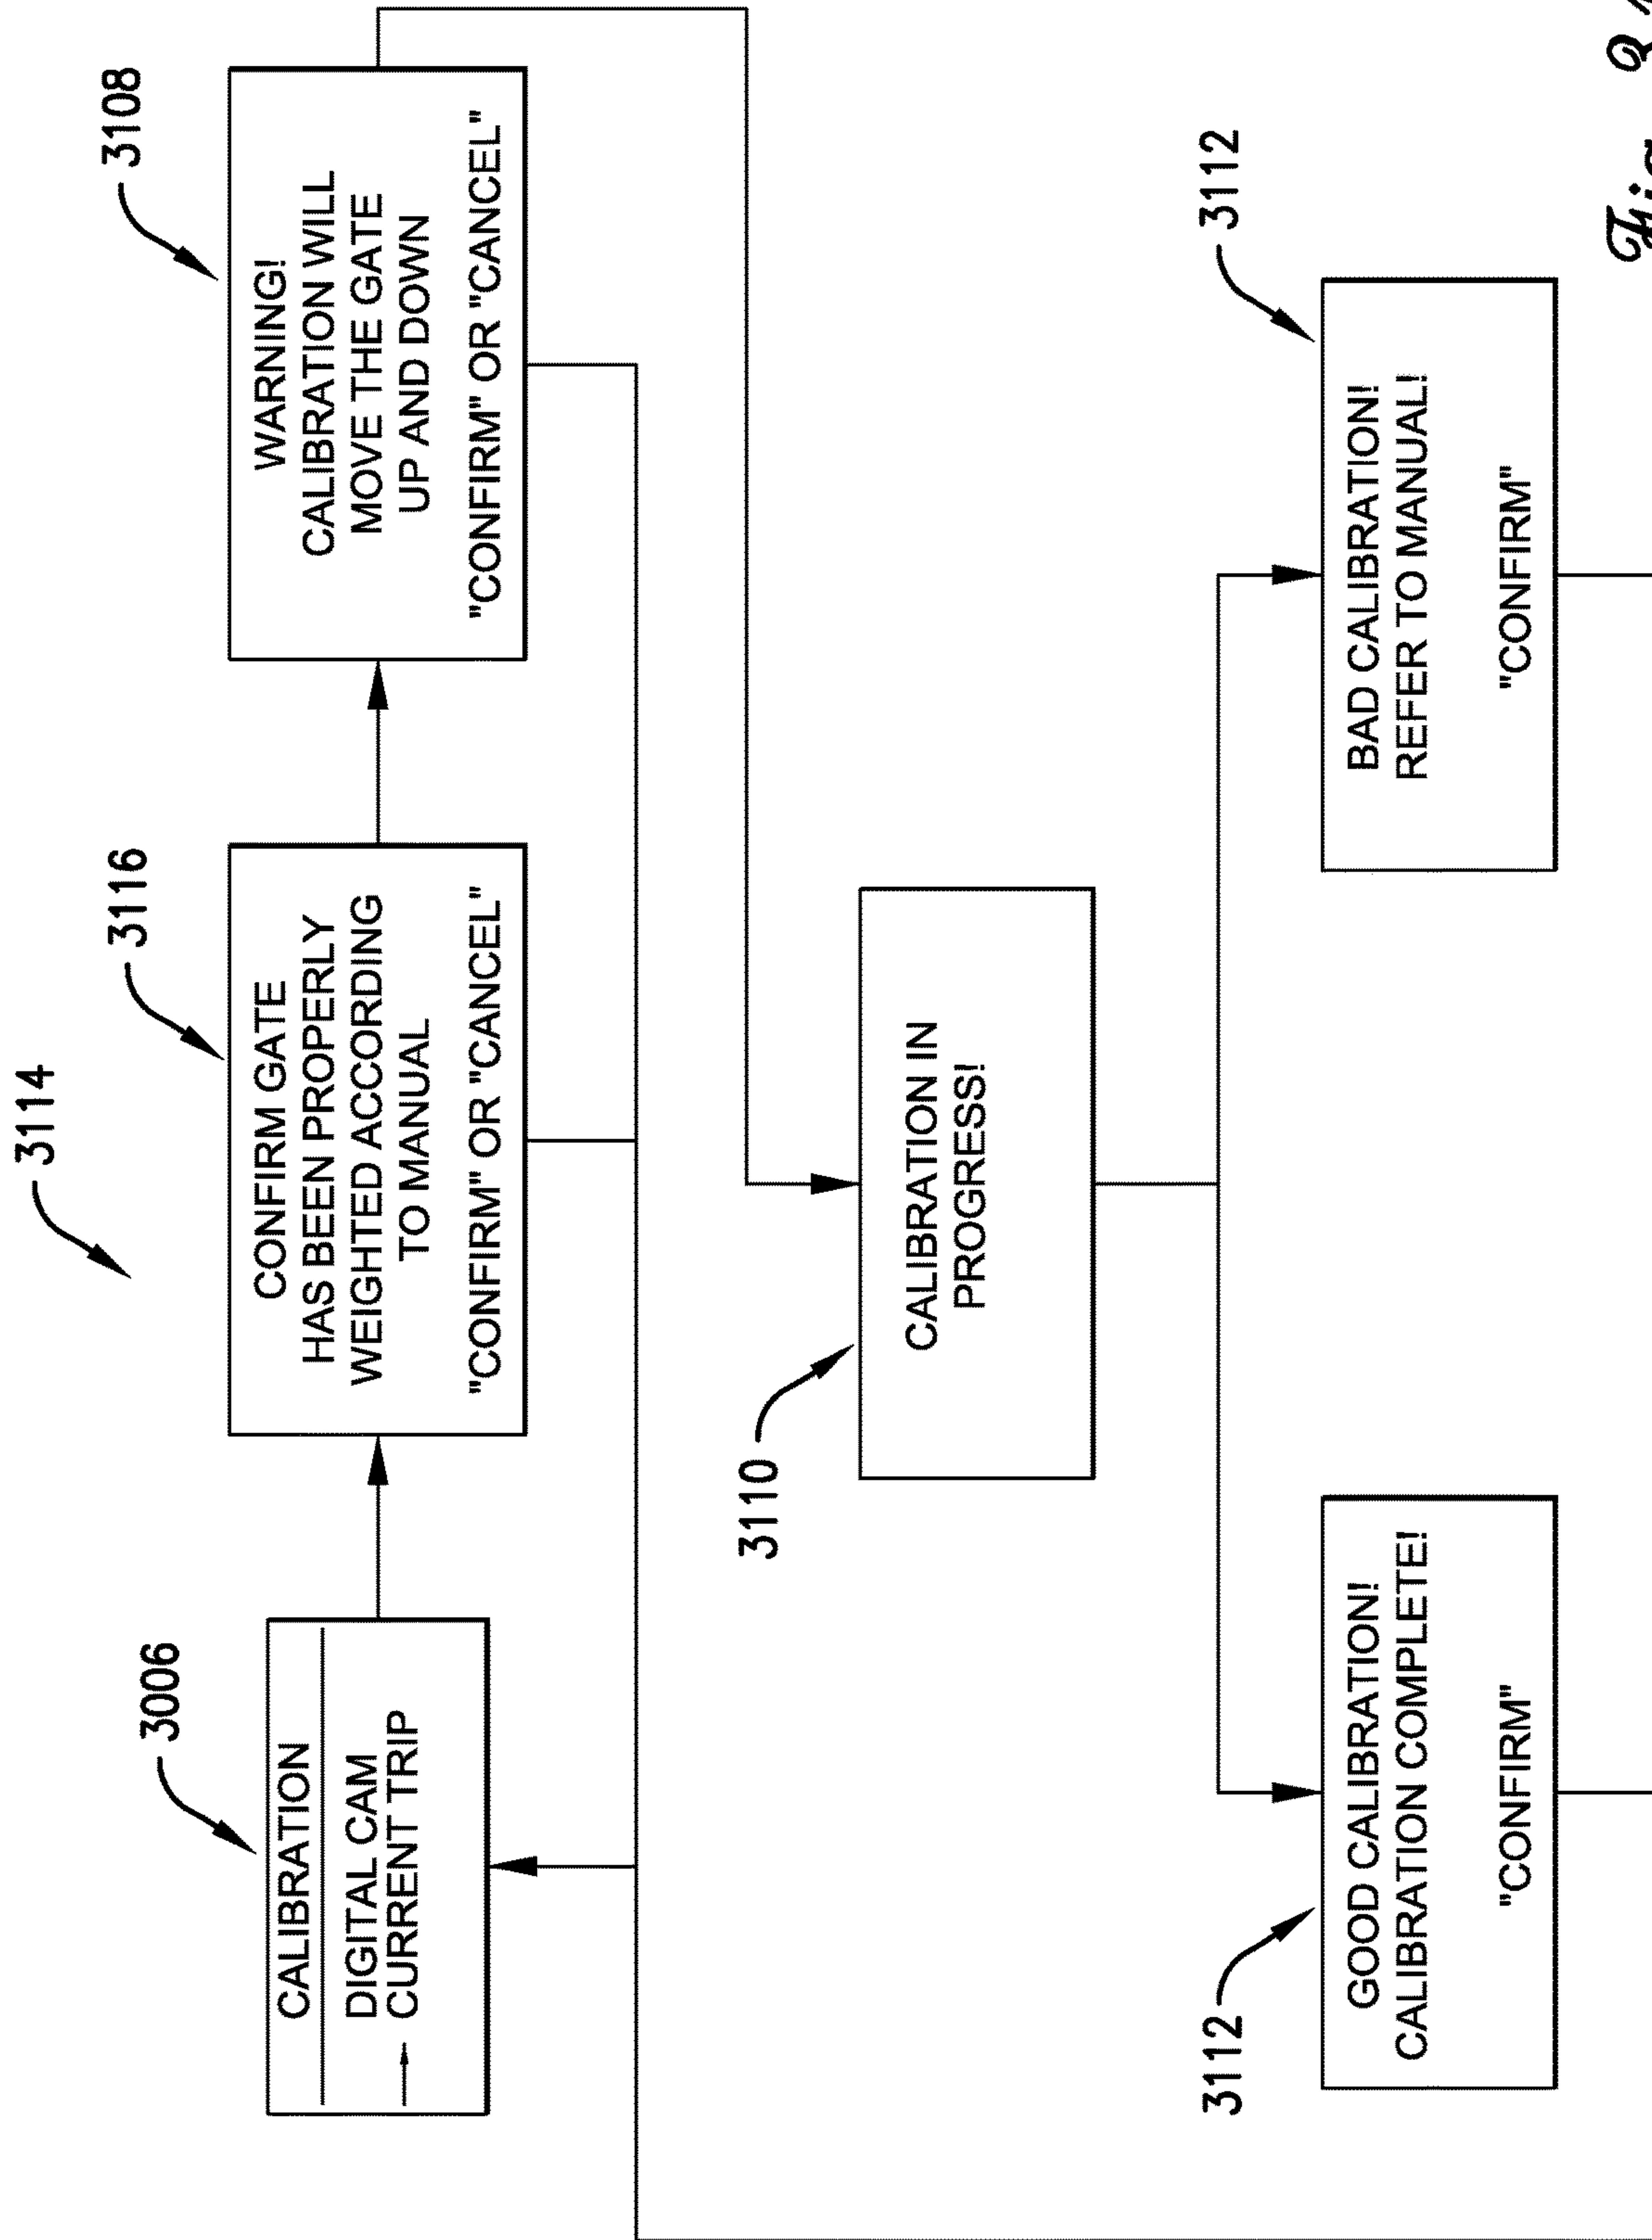 3114
3006
CALIBRATION
DIGITAL CAM
CURRENT TRIP
3116
CONFIRM GATE
HAS BEEN PROPERLY
WEIGHTED ACCORDING
TO MANUAL
"CONFIRM" OR "CANCEL"
3108
WARNING!
CALIBRATION WILL
MOVE THE GATE
UP AND DOWN
"CONFIRM" OR "CANCEL"
3110
CALIBRATION IN
PROGRESS!
3112
GOOD CALIBRATION!
CALIBRATION COMPLETE!
"CONFIRM"
3112
BAD CALIBRATION!
REFER TO MANUAL!
"CONFIRM"